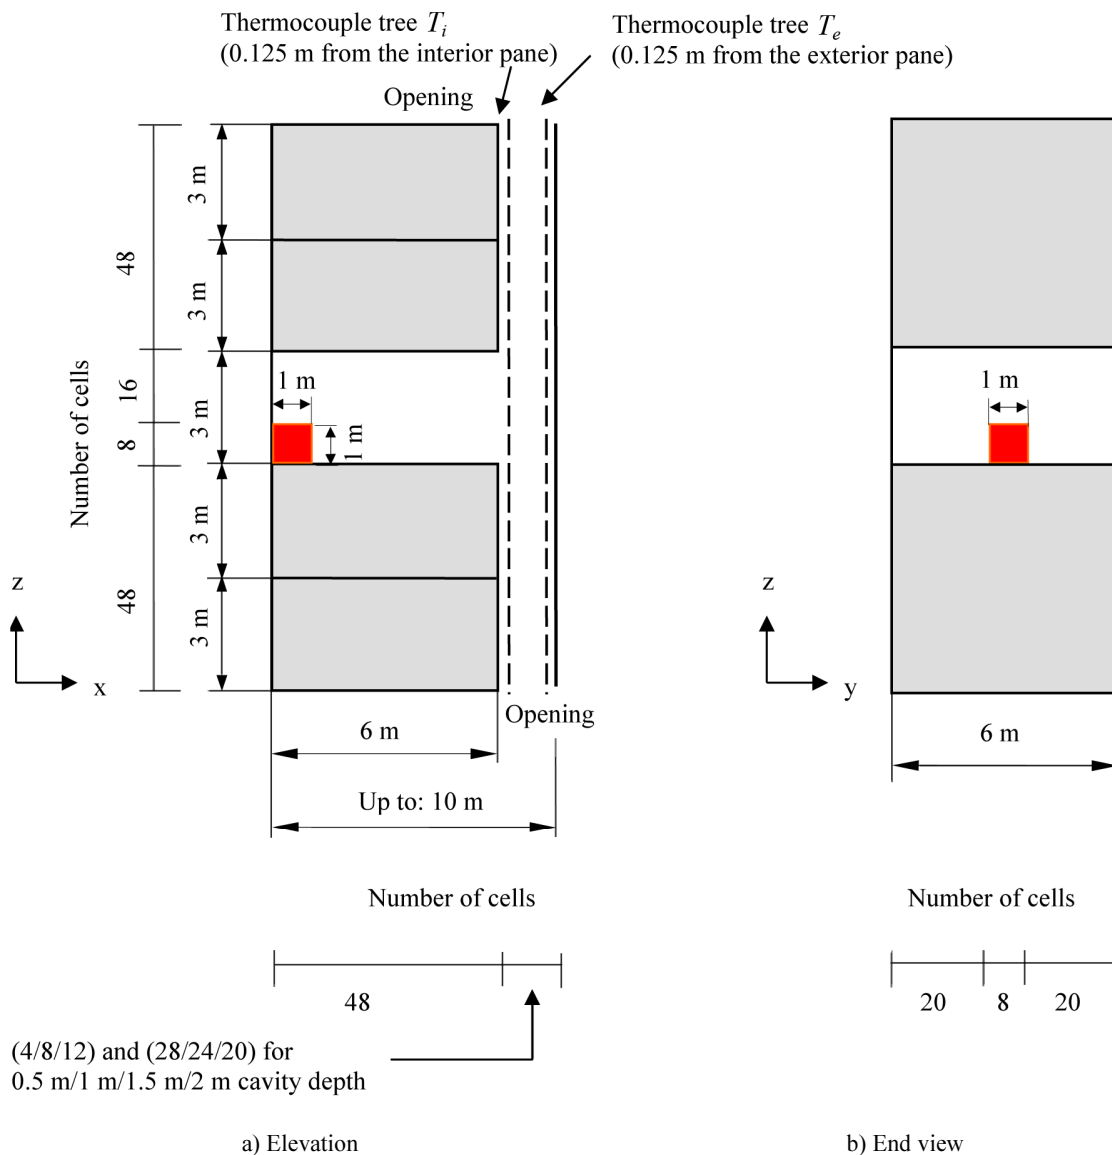 Thermocouple tree T_i
(0.125 m from the interior pane)
Thermocouple tree T_e
(0.125 m from the exterior pane)
Opening
3 m
3 m
3 m
3 m
3 m
48
16
8
48
Number of cells
1 m
1 m
z
x
Opening
6 m
Up to: 10 m
Number of cells
48
(4/8/12) and (28/24/20) for
0.5 m/1 m/1.5 m/2 m cavity depth
a) Elevation
1 m
z
y
6 m
Number of cells
20
8
20
b) End view